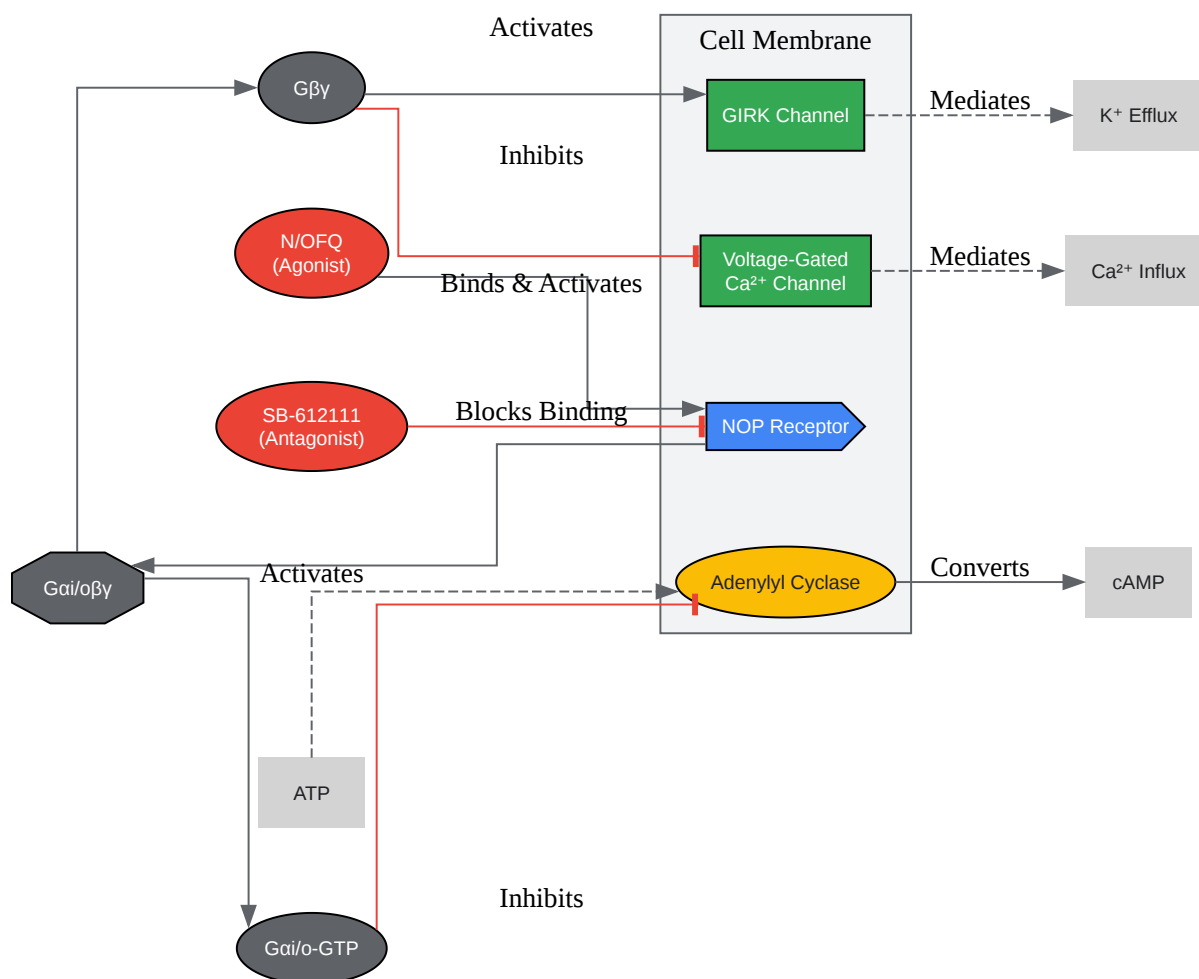 Activates
Cell Membrane
Gβγ
GIRK Channel
Mediates
K⁺ Efflux
Inhibits
N/OFQ
(Agonist)
Voltage-Gated
Ca²⁺ Channel
Mediates
Ca²⁺ Influx
Binds & Activates
SB-612111
(Antagonist)
Blocks Binding
NOP Receptor
Gαi/oβγ
Activates
Adenylyl Cyclase
Converts
cAMP
ATP
Inhibits
Gαi/o-GTP